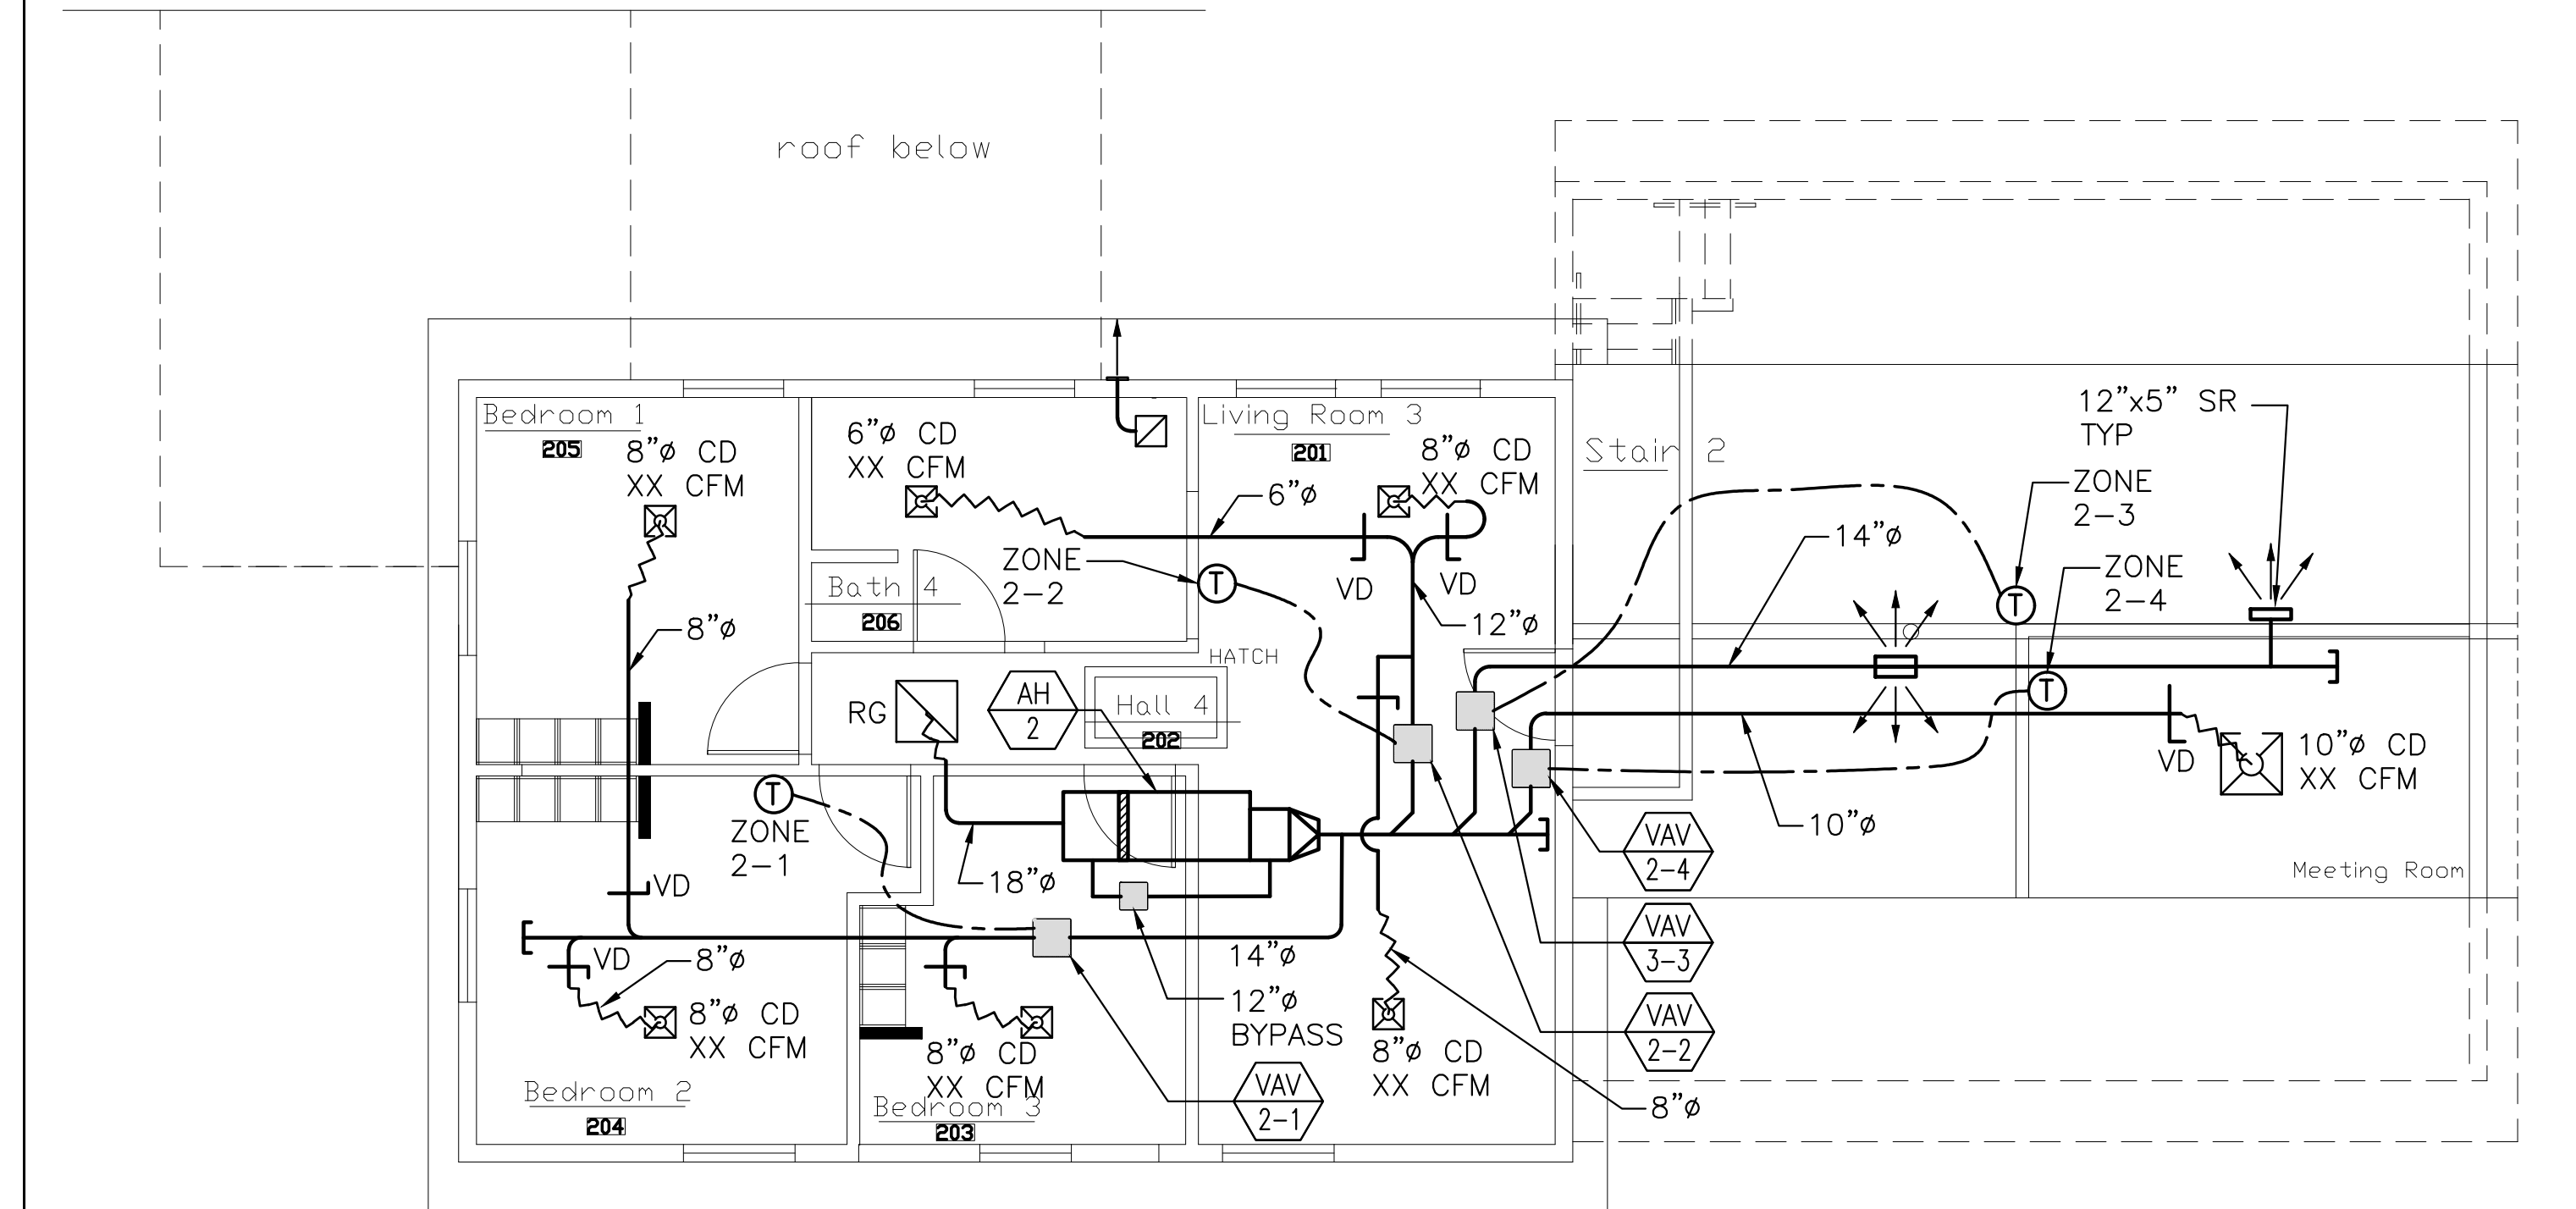 roof below
Bedroom 1
205
8"ø CD
XX CFM
6"ø CD
XX CFM
Living Room 3
201
8"ø CD
XX CFM
6"ø
Stair 2
12"x5" SR
TYP
ZONE
2-3
14"ø
ZONE
2-4
T
T
ZONE
2-2
T
VD
VD
12"ø
8"ø
Bath 4
206
HATCH
RG
AH
2
Hall 4
202
VD
10"ø CD
XX CFM
10"ø
T
ZONE
2-1
18"ø
VD
VAV
2-4
Meeting Room
VAV
3-3
VD
8"ø
14"ø
12"ø
BYPASS
8"ø CD
XX CFM
8"ø CD
XX CFM
8"ø CD
XX CFM
VAV
2-2
Bedroom 2
204
Bedroom 3
203
VAV
2-1
8"ø